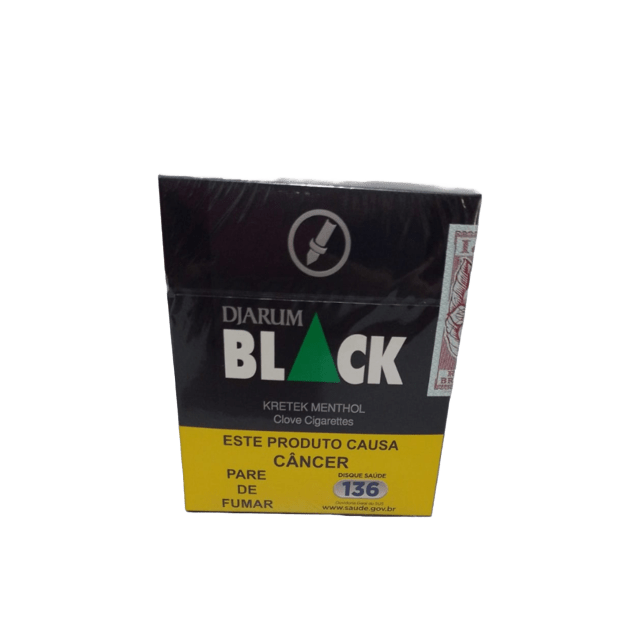 DJARUM
BLACK
KRETEK MENTHOL
Clove Cigarettes
ESTE PRODUTO CAUSA
CÂNCER
PARE
DE
FUMAR
DISQUE SAÚDE
136
www.saude.gov.br